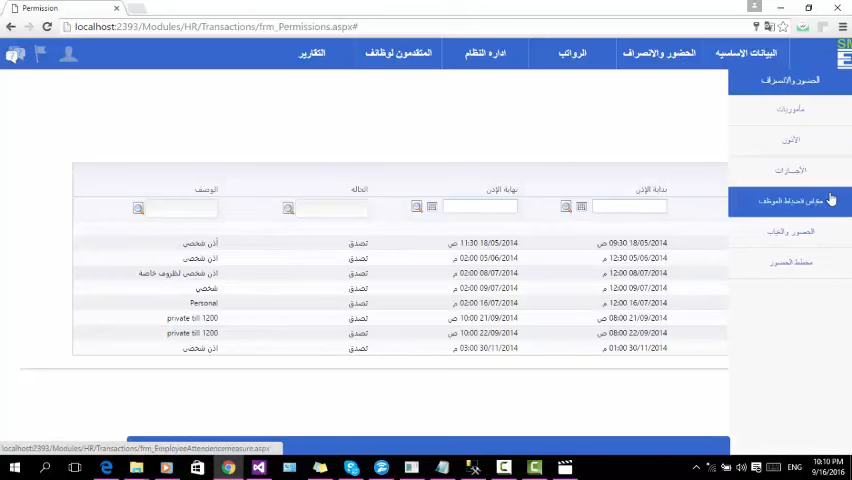 Permission
localhost:2393/Modules/HR/Transactions/frm_Permissions.aspx#
البيانات الاساسيه
الحضور والانصراف
الرواتب
اداره النظام
المتقدمون لوظائف
التقارير
الحضور والانصراف
مأموريات
الأذون
الأجازات
مقياس انضباط الموظف
الحضور والغياب
مخطط الحضور
بداية الإذن نهاية الإذن الحاله الوصف
18/05/2014 09:30 ص 18/05/2014 11:30 ص تصدق أذن شخصي
05/06/2014 12:30 م 05/06/2014 02:00 م تصدق أذن شخصي
08/07/2014 12:00 م 08/07/2014 02:00 م تصدق اذن شخصي لظروف خاصة
09/07/2014 12:00 م 09/07/2014 02:00 م تصدق شخصي
16/07/2014 12:00 م 16/07/2014 02:00 م تصدق Personal
21/09/2014 08:00 ص 21/09/2014 10:00 ص تصدق private till 1200
22/09/2014 08:00 ص 22/09/2014 10:00 ص تصدق private till 1200
30/11/2014 01:00 م 30/11/2014 03:00 م تصدق اذن شخصي
localhost:2393/Modules/HR/Transactions/frm_EmployeeAttenciencemeasure.aspx
ENG
10:10 PM
9/16/2016